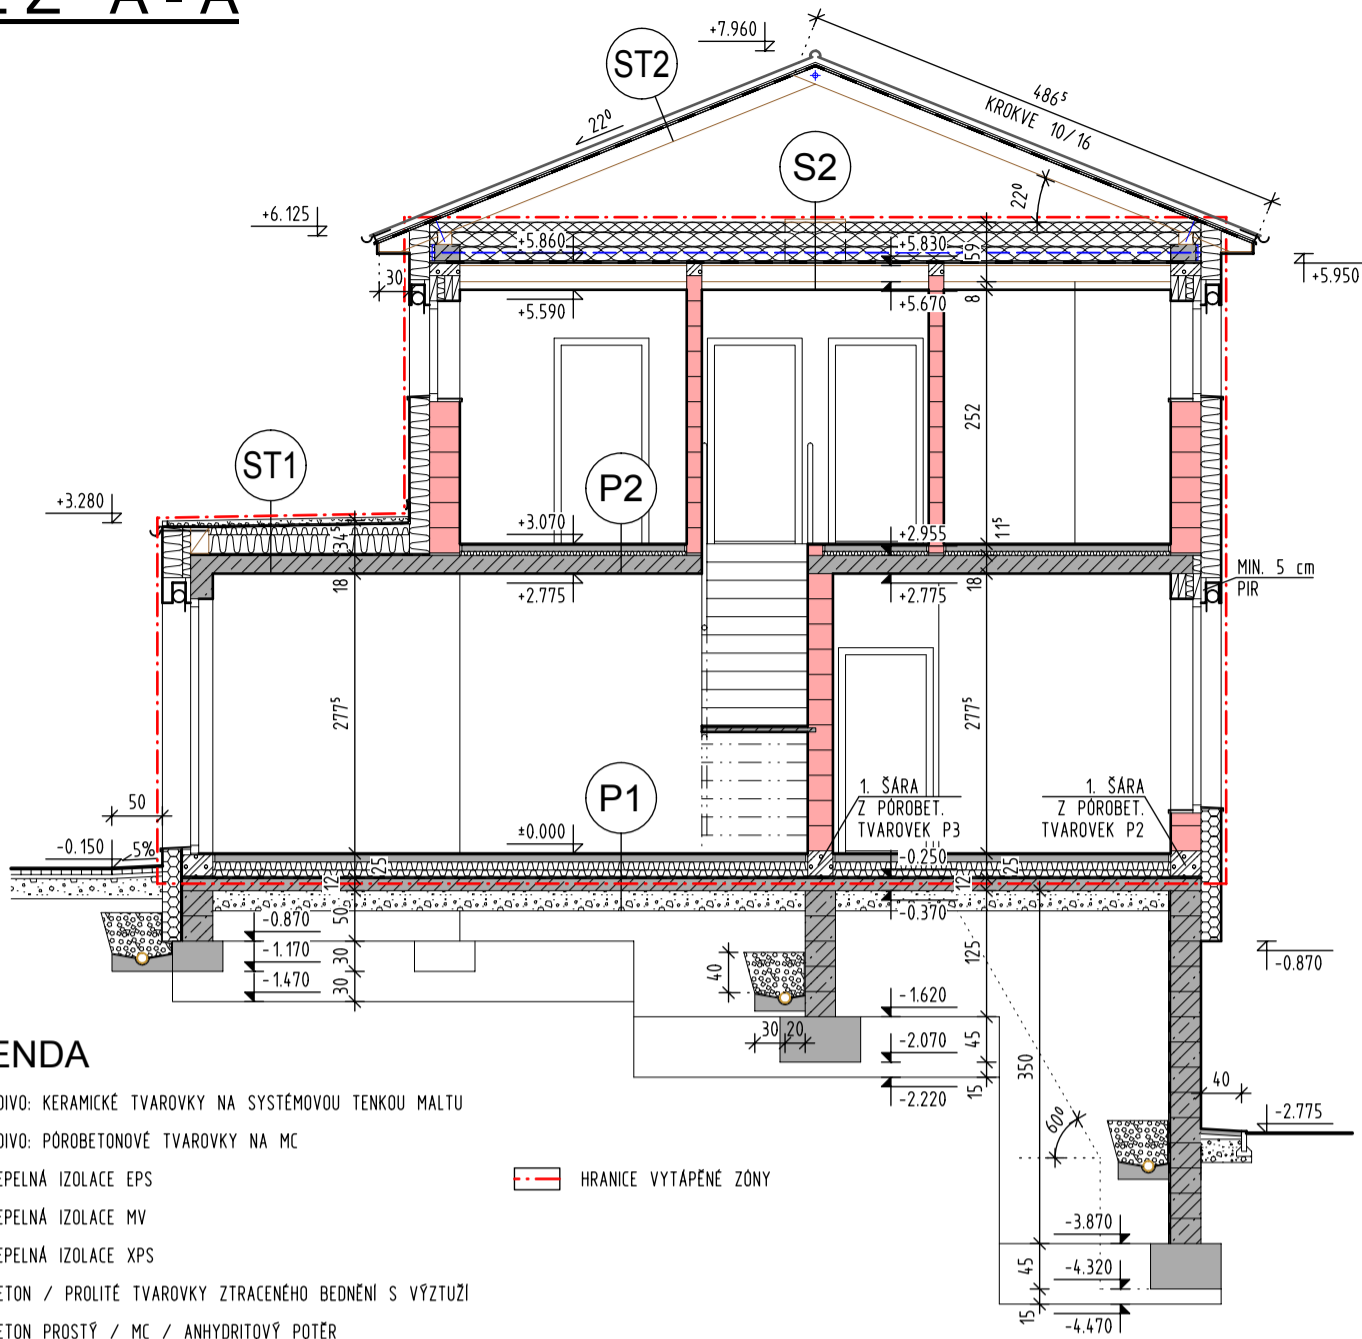 EZ A-A
+7.960
ST2
486⁵
KROKVE 10/16
22⁰
S2
22⁰
+6.125
+5.860
+5.830
59
+5.950
30
+5.590
+5.670
8
252
ST1
P2
+3.280
+3.070
+2.955
11⁵
34⁵
18
+2.775
+2.775
18
MIN. 5 cm
PIR
277⁵
277⁵
P1
1. ŠÁRA
Z PÓROBET.
TVAROVEK P3
1. ŠÁRA
Z PÓROBET.
TVAROVEK P2
50
±0.000
-0.150
5%
-0.250
25
25
12
12
-0.370
50
-0.870
-1.170
30
-1.470
30
40
125
-0.870
-1.620
30
20
-2.070
45
-2.220
15
350
40
-2.775
60⁰
-3.870
-4.320
45
-4.470
15
ENDA
DIVO: KERAMICKÉ TVAROVKY NA SYSTÉMOVOU TENKOU MALTU
DIVO: PÓROBETONOVÉ TVAROVKY NA MC
EPELNÁ IZOLACE EPS
HRANICE VYTÁPĚNÉ ZÓNY
EPELNÁ IZOLACE MV
EPELNÁ IZOLACE XPS
ETON / PROLITÉ TVAROVKY ZTRACENÉHO BEDNĚNÍ S VÝZTUŽÍ
ETON PROSTÝ / MC / ANHYDRITOVÝ POTĚR